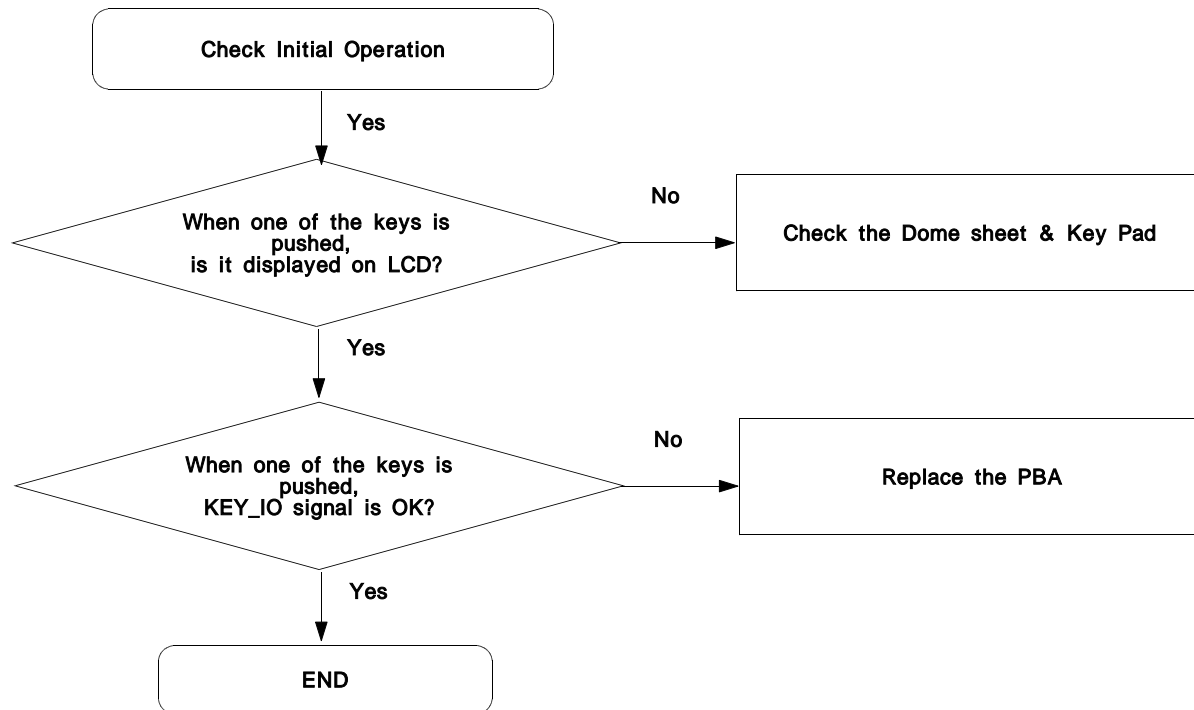 Check Initial Operation
Yes
When one of the keys is
pushed,
is it displayed on LCD?
No
Check the Dome sheet & Key Pad
Yes
When one of the keys is
pushed,
KEY_IO signal is OK?
No
Replace the PBA
Yes
END